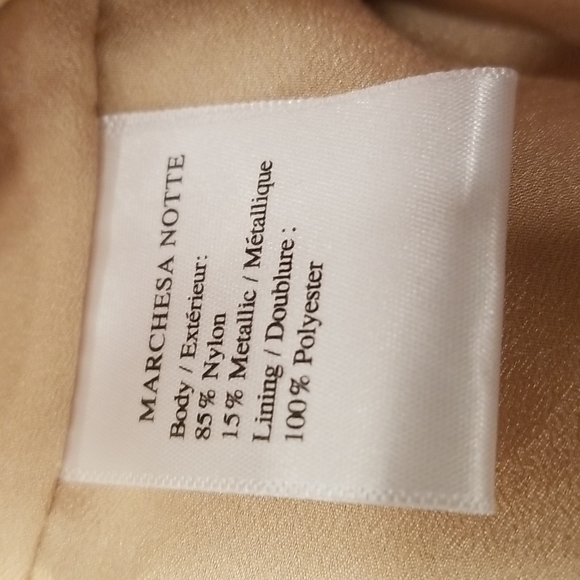 MARCHESA NOTTE
Body / Extérieur:
85% Nylon
15% Metallic / Métallique
Lining / Doublure :
100% Polyester